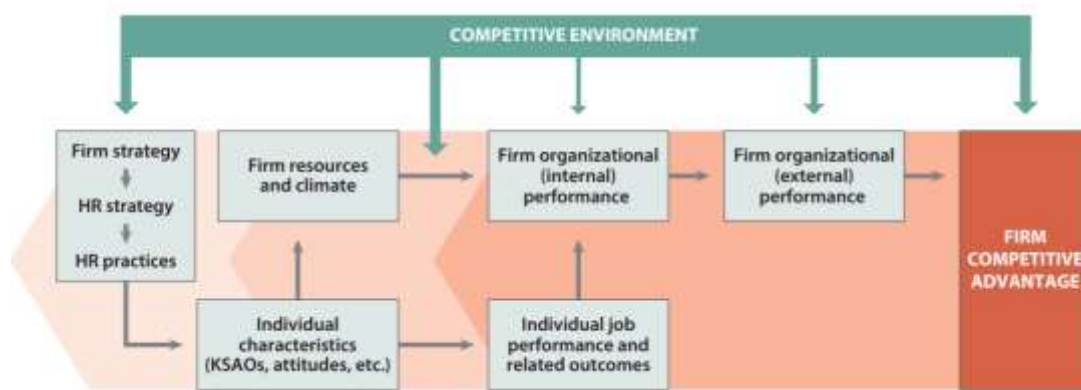 COMPETITIVE ENVIRONMENT
Firm strategy
HR strategy
HR practices
Firm resources
and climate
Firm organizational
(internal)
performance
Firm organizational
(external)
performance
FIRM
COMPETITIVE
ADVANTAGE
Individual
characteristics
(KSAOs, attitudes, etc.)
Individual job
performance and
related outcomes